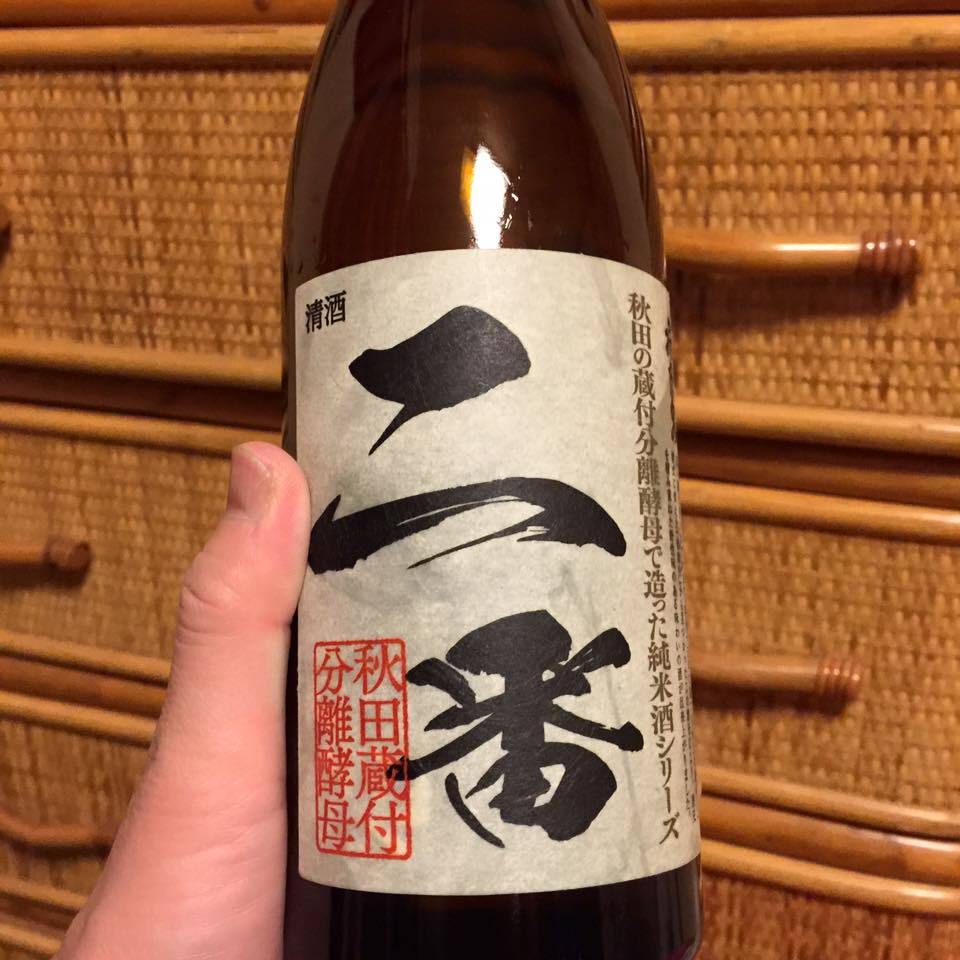 清酒
二番
秋田蔵付
分離酵母
秋田の蔵付分離酵母で造った純米酒シリーズ